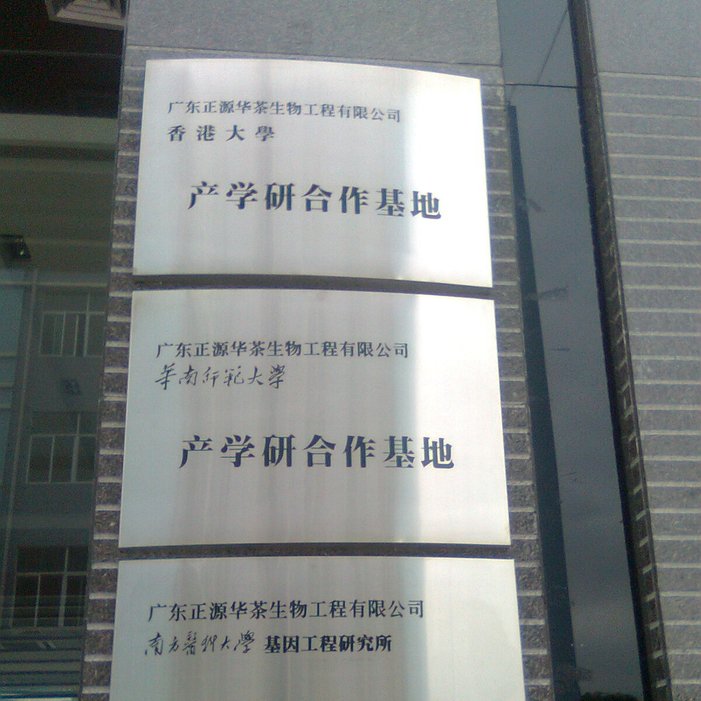 广东正源华茶生物工程有限公司
香港大學
产学研合作基地
广东正源华茶生物工程有限公司
華南师範大學
产学研合作基地
广东正源华茶生物工程有限公司
南方醫科大學 基因工程研究所